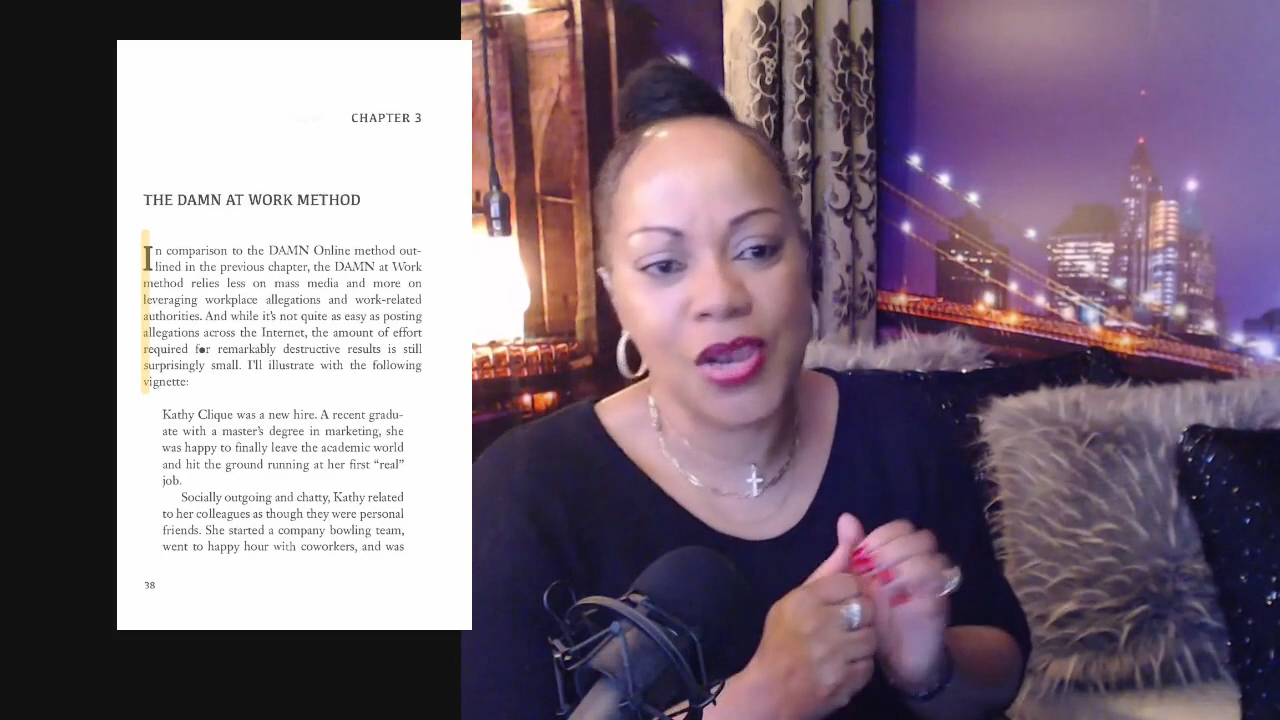 CHAPTER 3
THE DAMN AT WORK METHOD
In comparison to the DAMN Online method out-
lined in the previous chapter, the DAMN at Work
method relies less on mass media and more on
leveraging workplace allegations and work-related
authorities. And while it's not quite as easy as posting
allegations across the Internet, the amount of effort
required for remarkably destructive results is still
surprisingly small. I'll illustrate with the following
vignette:
Kathy Clique was a new hire. A recent gradu-
ate with a master's degree in marketing, she
was happy to finally leave the academic world
and hit the ground running at her first “real”
job.
Socially outgoing and chatty, Kathy related
to her colleagues as though they were personal
friends. She started a company bowling team,
went to happy hour with coworkers, and was
38